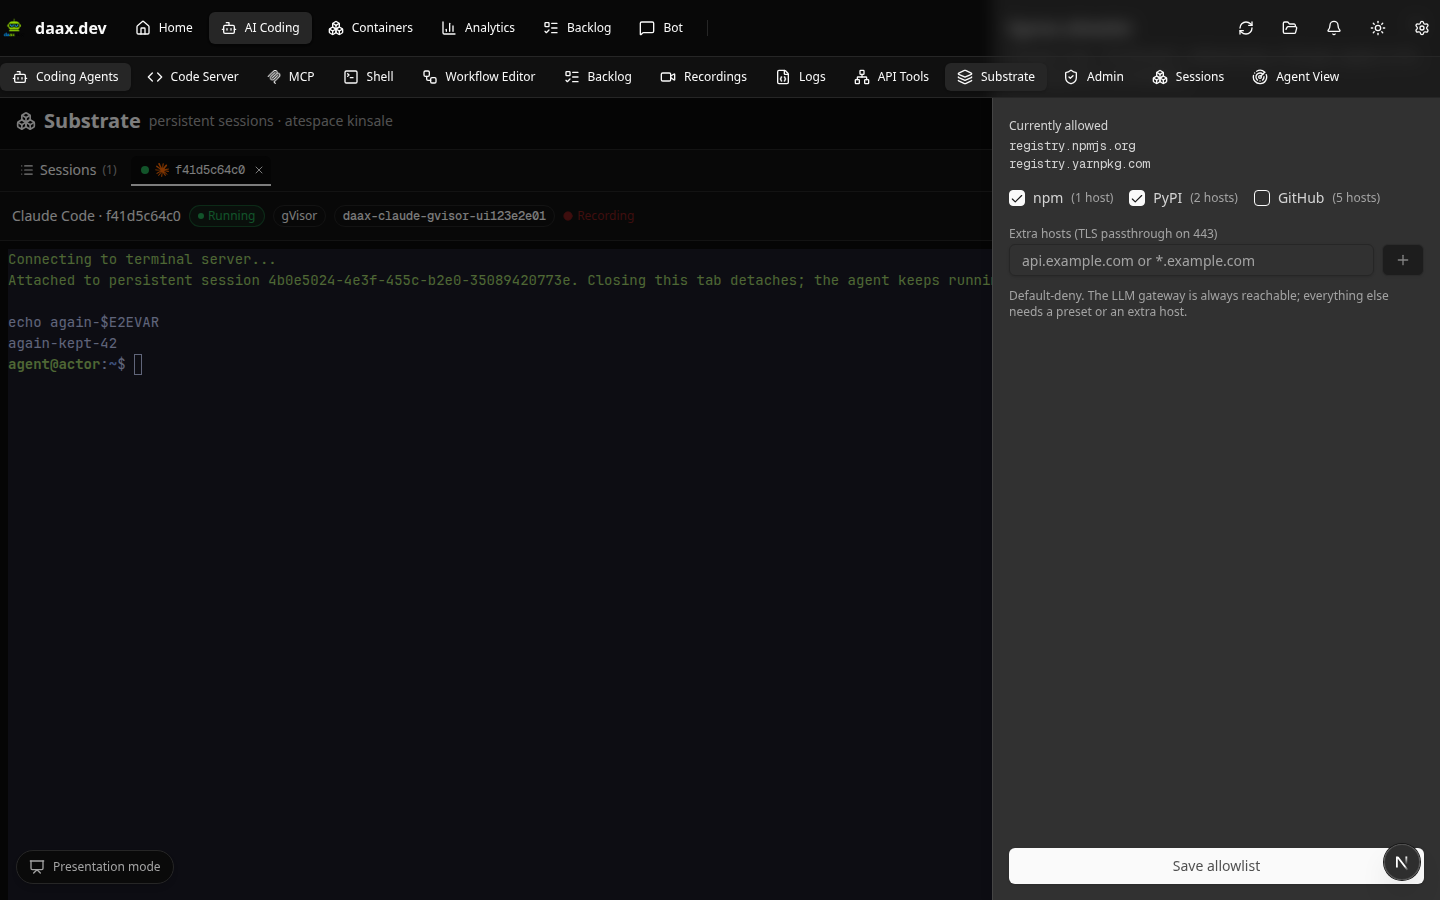 daax.dev Home AI Coding Containers Analytics Backlog Bot
Coding Agents Code Server MCP Shell Workflow Editor Backlog Recordings Logs API Tools Substrate Admin Sessions Agent View
Substrate persistent sessions · atespace kinsale
Sessions (1) f41d5c64c0 ×
Claude Code · f41d5c64c0 Running gVisor daax-claude-gvisor-ui123e2e01 Recording
Connecting to terminal server...
Attached to persistent session 4b0e5024-4e3f-455c-b2e0-35089420773e. Closing this tab detaches; the agent keeps runni
echo again-$E2EVAR
again-kept-42
agent@actor:~$
Presentation mode
Currently allowed
registry.npmjs.org
registry.yarnpkg.com
npm (1 host) PyPI (2 hosts) GitHub (5 hosts)
Extra hosts (TLS passthrough on 443)
api.example.com or *.example.com
Default-deny. The LLM gateway is always reachable; everything else
needs a preset or an extra host.
Save allowlist
N